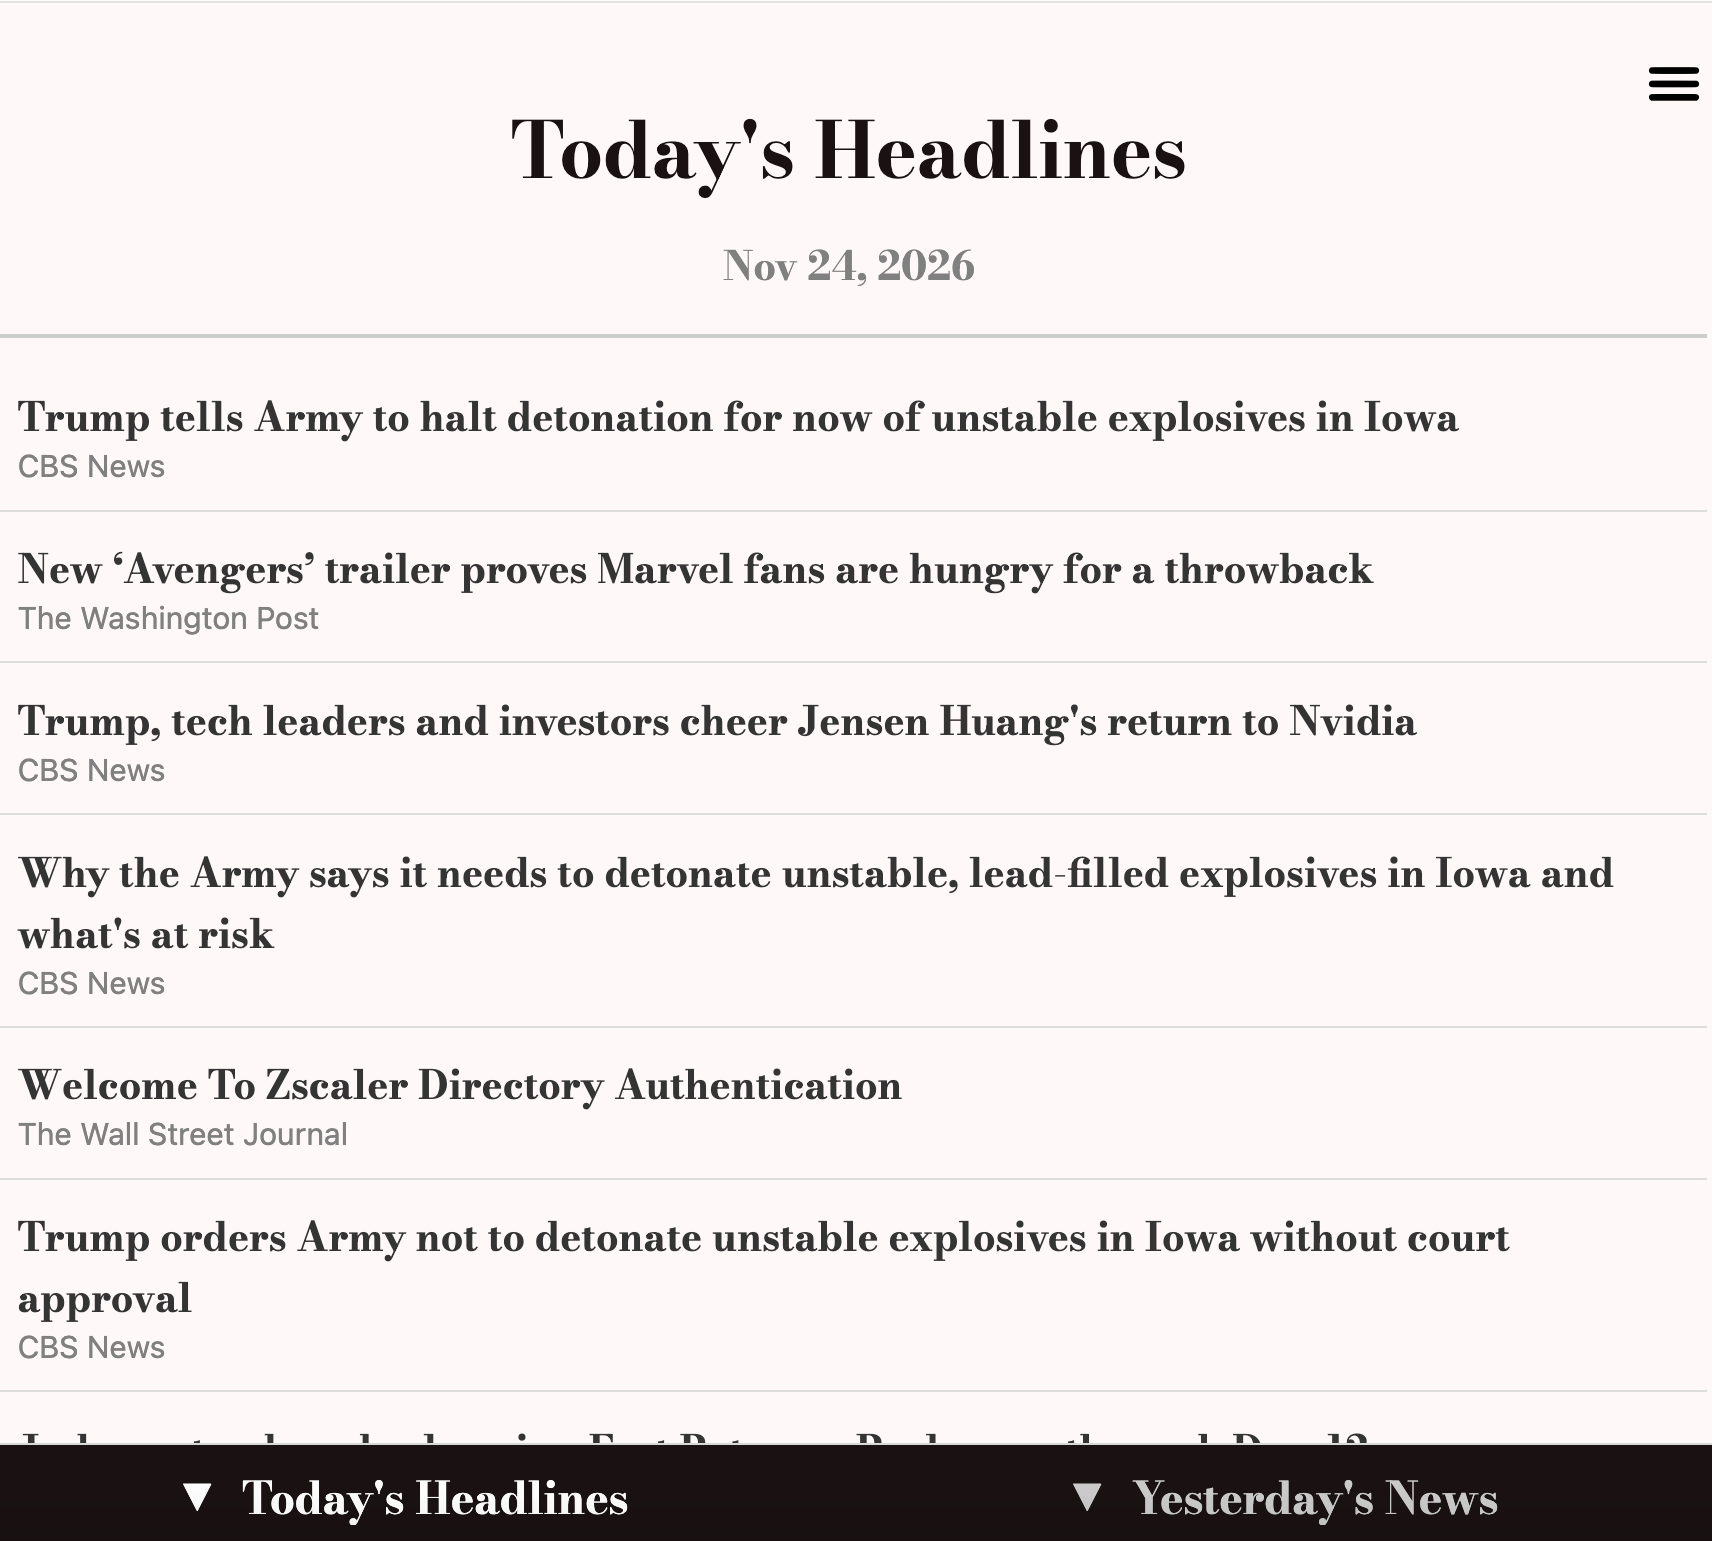 Today's Headlines
Nov 24, 2026
Trump tells Army to halt detonation for now of unstable explosives in Iowa
CBS News
New ‘Avengers’ trailer proves Marvel fans are hungry for a throwback
The Washington Post
Trump, tech leaders and investors cheer Jensen Huang's return to Nvidia
CBS News
Why the Army says it needs to detonate unstable, lead-filled explosives in Iowa and
what's at risk
CBS News
Welcome To Zscaler Directory Authentication
The Wall Street Journal
Trump orders Army not to detonate unstable explosives in Iowa without court
approval
CBS News
▼ Today's Headlines
▼ Yesterday's News